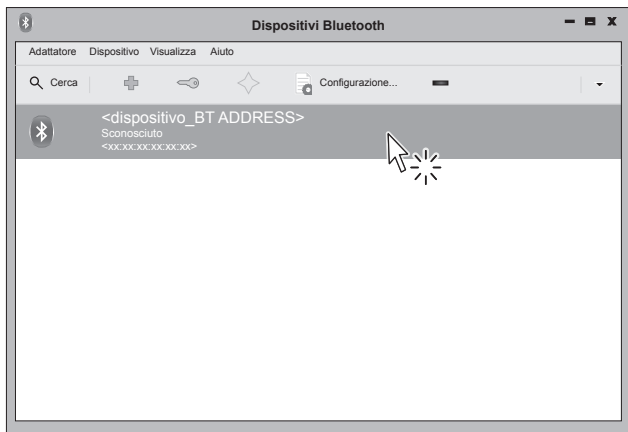 Dispositivi Bluetooth
Adattatore Dispositivo Visualizza Aiuto
Cerca Configurazione...
<dispositivo_BT ADDRESS>
Sconosciuto
<xx:xx:xx:xx:xx:xx>